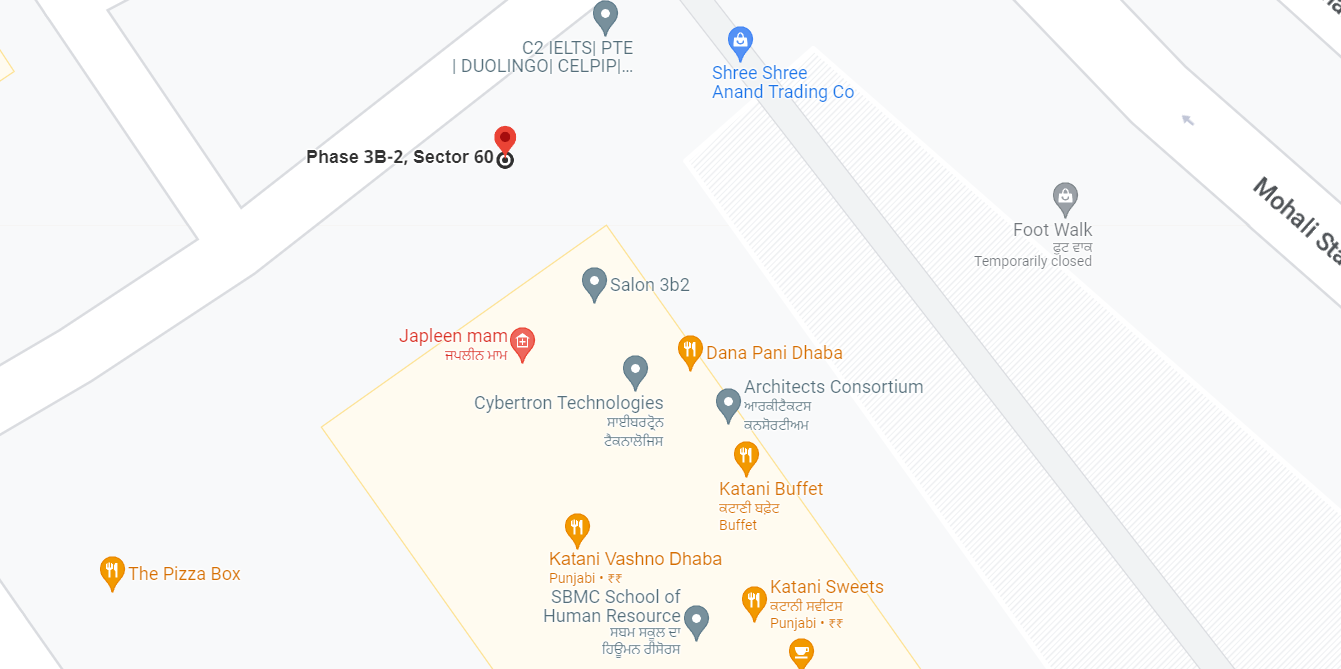 C2 IELTS| PTE
| DUOLINGO| CELPIP|...
Shree Shree
Anand Trading Co
Phase 3B-2, Sector 60
Mohali Sta
Foot Walk
ਫੁਟ ਵਾਕ
Temporarily closed
Salon 3b2
Japleen mam
ਜਪਲੀਨ ਮਾਮ
Dana Pani Dhaba
Cybertron Technologies
ਸਾਈਬਰਟ੍ਰੋਨ
ਟੈਕਨਾਲੋਜਿਸ
Architects Consortium
ਆਰਕੀਟੈਕਟਸ
ਕਨਸੋਰਟੀਅਮ
Katani Buffet
ਕਟਾਣੀ ਬਫ਼ੇਟ
Buffet
Katani Vashno Dhaba
Punjabi • ₹₹
The Pizza Box
SBMC School of
Human Resource
ਸਬਮ ਸਕੂਲ ਦਾ
ਹਿਊਮਨ ਰੀਸੋਰਸ
Katani Sweets
ਕਟਾਨੀ ਸਵੀਟਸ
Punjabi • ₹₹